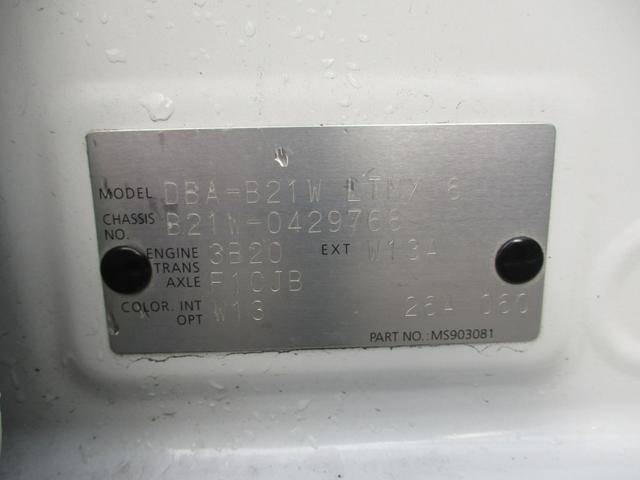 MODEL DBA-B21W LTMX 6
CHASSIS NO. B21W-0429766
ENGINE 3B20 EXT W13A
TRANS AXLE F1CJB
COLOR. INT OPT W13 26A 060
PART NO.:MS903081